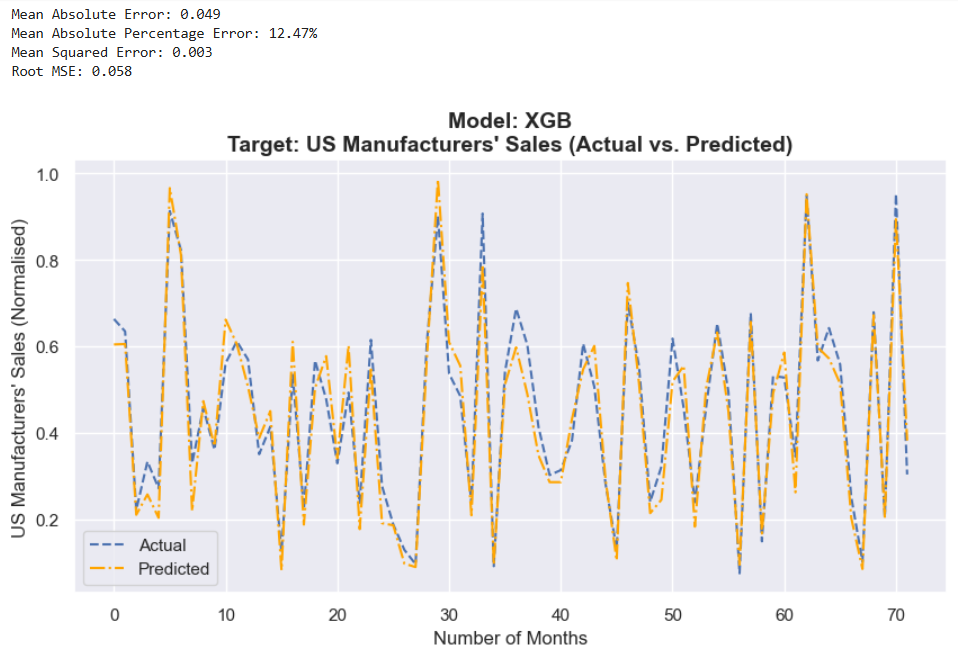 Mean Absolute Error: 0.049
Mean Absolute Percentage Error: 12.47%
Mean Squared Error: 0.003
Root MSE: 0.058
Model: XGB
Target: US Manufacturers' Sales (Actual vs. Predicted)
US Manufacturers' Sales (Normalised)
1.0
0.8
0.6
0.4
0.2
Actual
Predicted
0 10 20 30 40 50 60 70
Number of Months